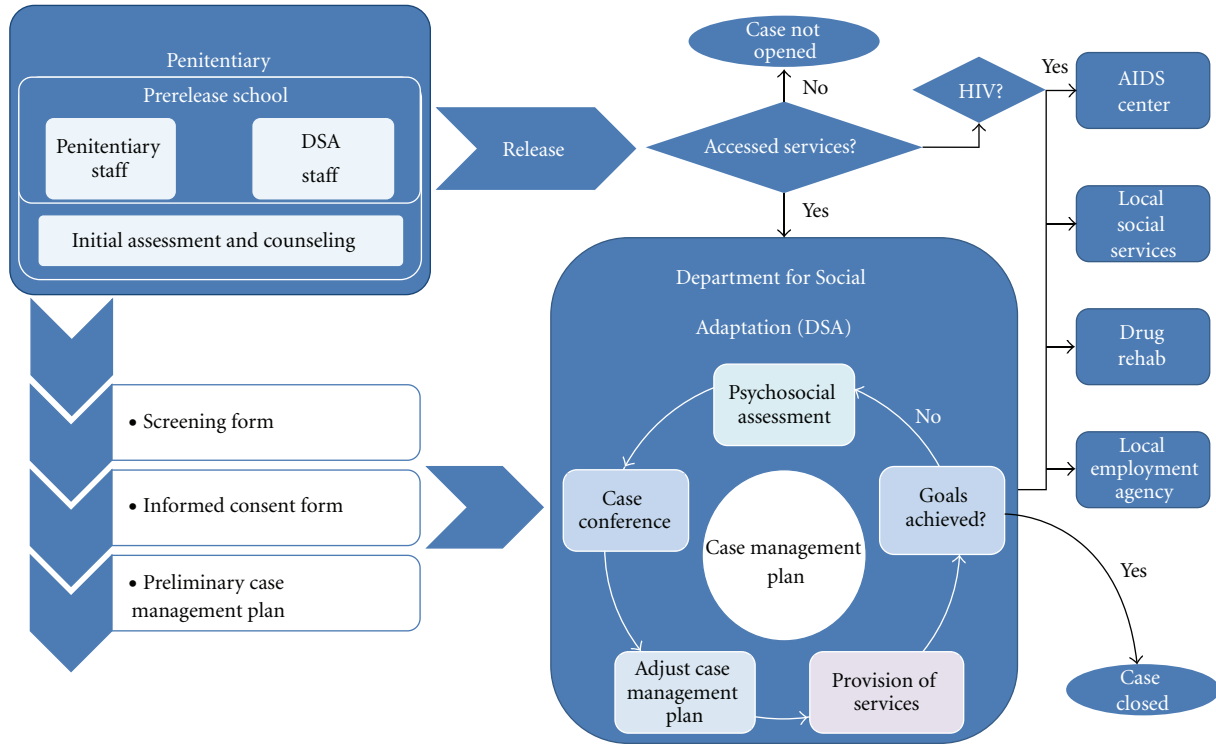 Penitentiary
Prerelease school
Penitentiary
staff
DSA
staff
Initial assessment and counseling
Release
Case not
opened
No
Accessed services?
Yes
HIV?
Yes
AIDS
center
Local
social
services
Drug
rehab
Local
employment
agency
• Screening form
• Informed consent form
• Preliminary case
management plan
Department for Social
Adaptation (DSA)
Psychosocial
assessment
No
Case
conference
Goals
achieved?
Case management
plan
Adjust case
management
plan
Provision of
services
Yes
Case
closed